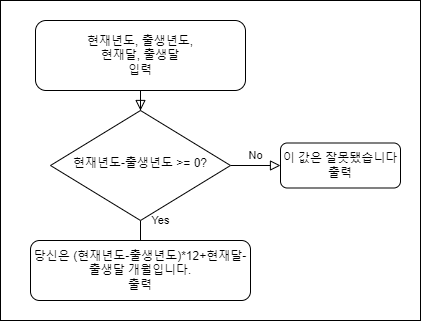 현재년도, 출생년도,
현재달, 출생달
입력
현재년도-출생년도 >= 0?
No
이 값은 잘못됐습니다
출력
Yes
당신은 (현재년도-출생년도)*12+현재달-
출생달 개월입니다.
출력